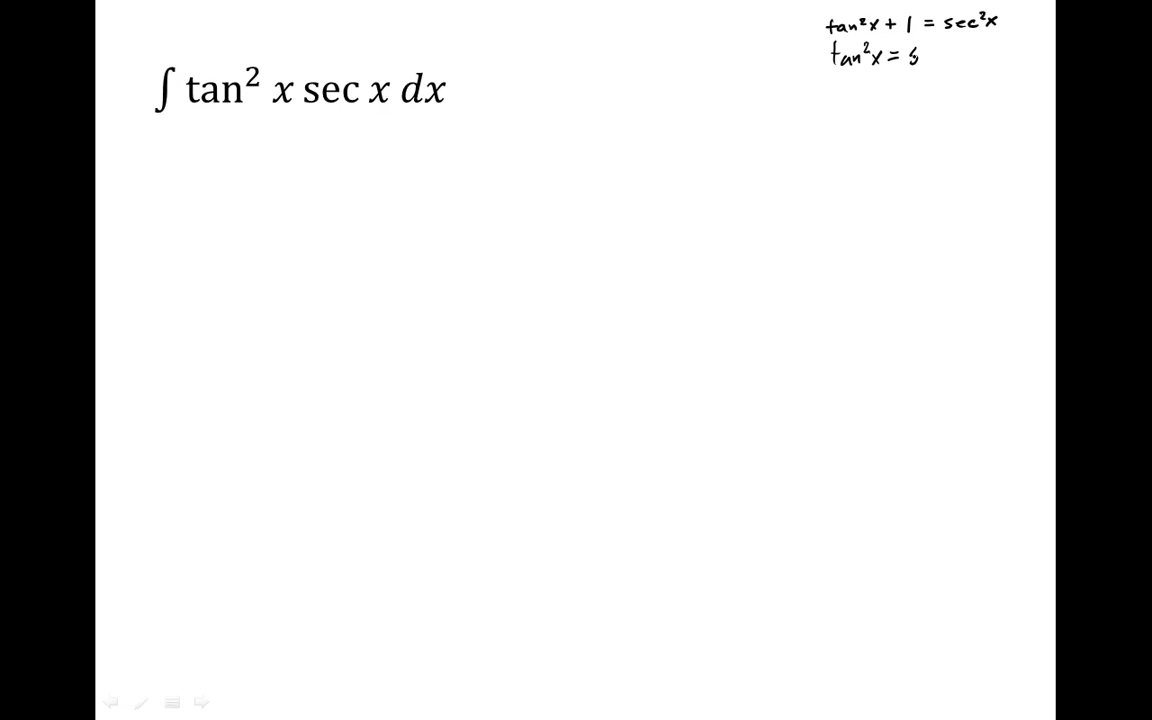 tan²x + 1 = sec²x
tan²x = s
∫ tan² x sec x dx